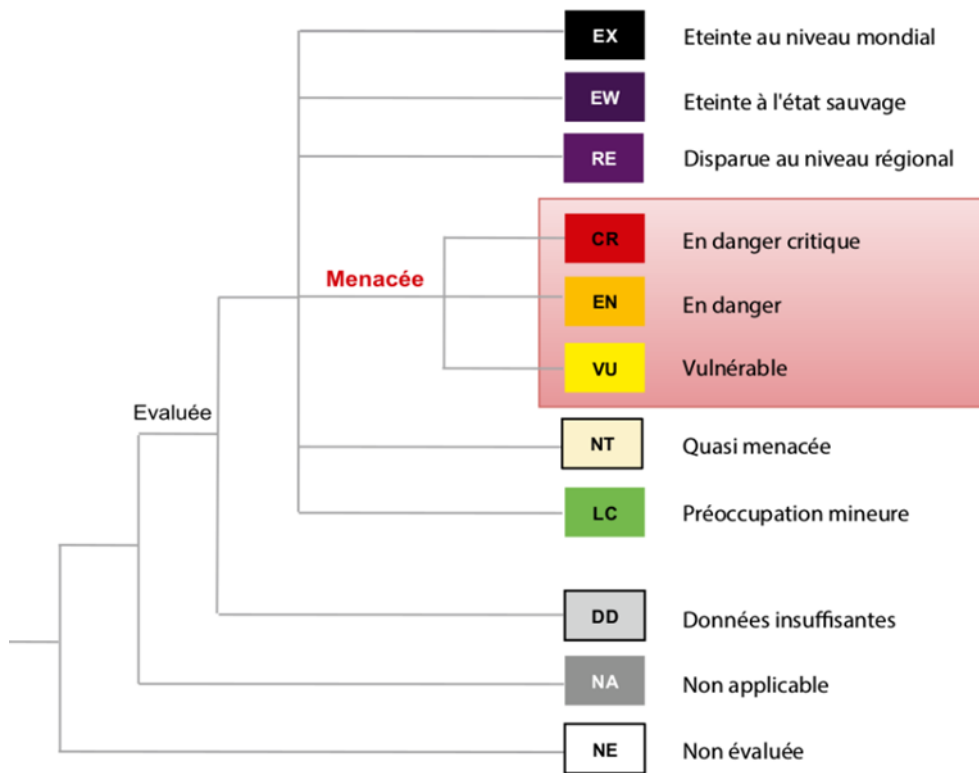 EX Eteinte au niveau mondial
EW Eteinte à l'état sauvage
RE Disparue au niveau régional
CR En danger critique
Menacée
EN En danger
VU Vulnérable
Evaluée
NT Quasi menacée
LC Préoccupation mineure
DD Données insuffisantes
NA Non applicable
NE Non évaluée